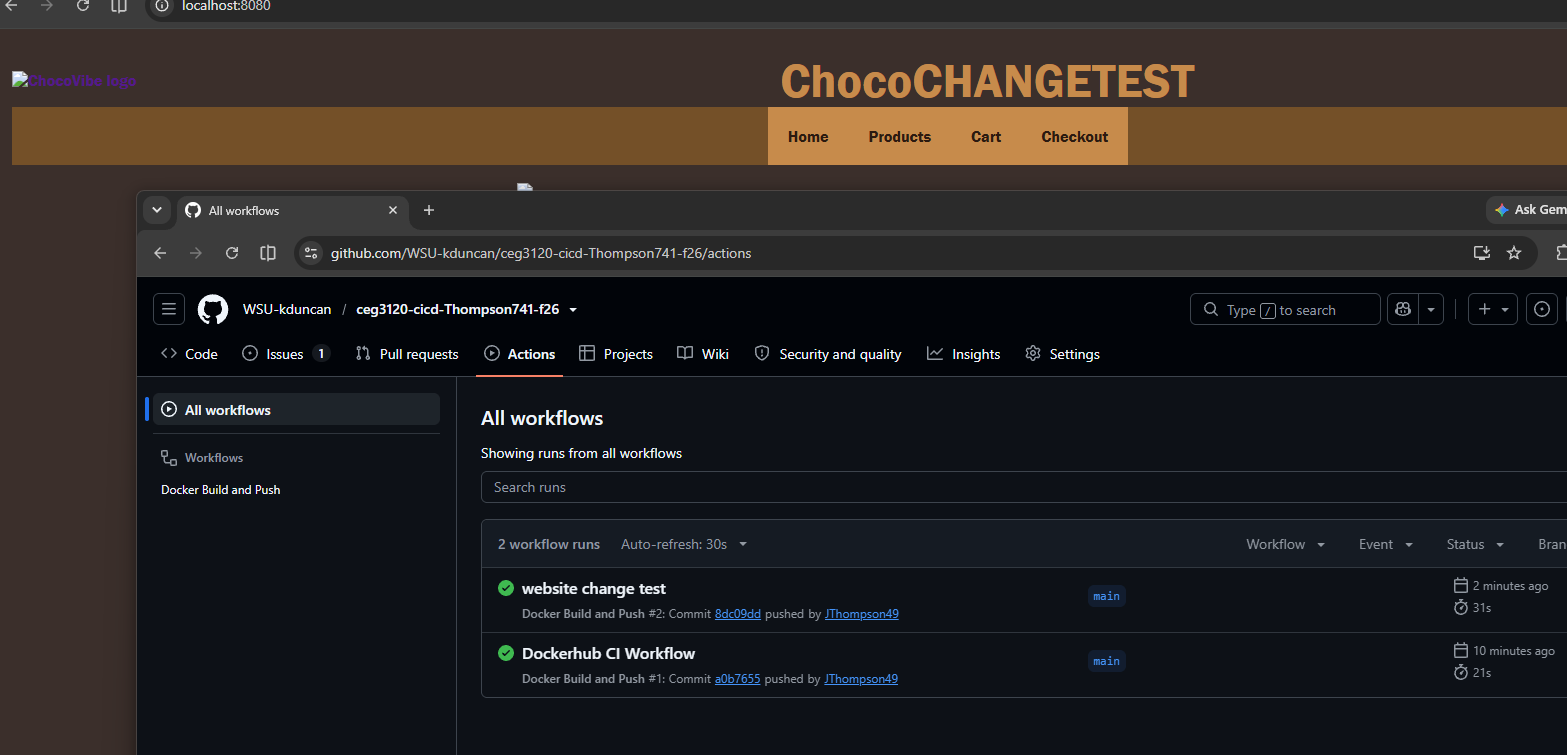 localhost:8080
ChocoVibe logo
ChocoCHANGETEST
Home Products Cart Checkout
All workflows
Ask Gem
github.com/WSU-kduncan/ceg3120-cicd-Thompson741-f26/actions
WSU-kduncan / ceg3120-cicd-Thompson741-f26
Type / to search
Code Issues 1 Pull requests Actions Projects Wiki Security and quality Insights Settings
All workflows
Workflows
Docker Build and Push
All workflows
Showing runs from all workflows
Search runs
2 workflow runs Auto-refresh: 30s Workflow Event Status Bran
website change test main 2 minutes ago
Docker Build and Push #2: Commit 8dc09dd pushed by JThompson49 31s
Dockerhub CI Workflow main 10 minutes ago
Docker Build and Push #1: Commit a0b7655 pushed by JThompson49 21s